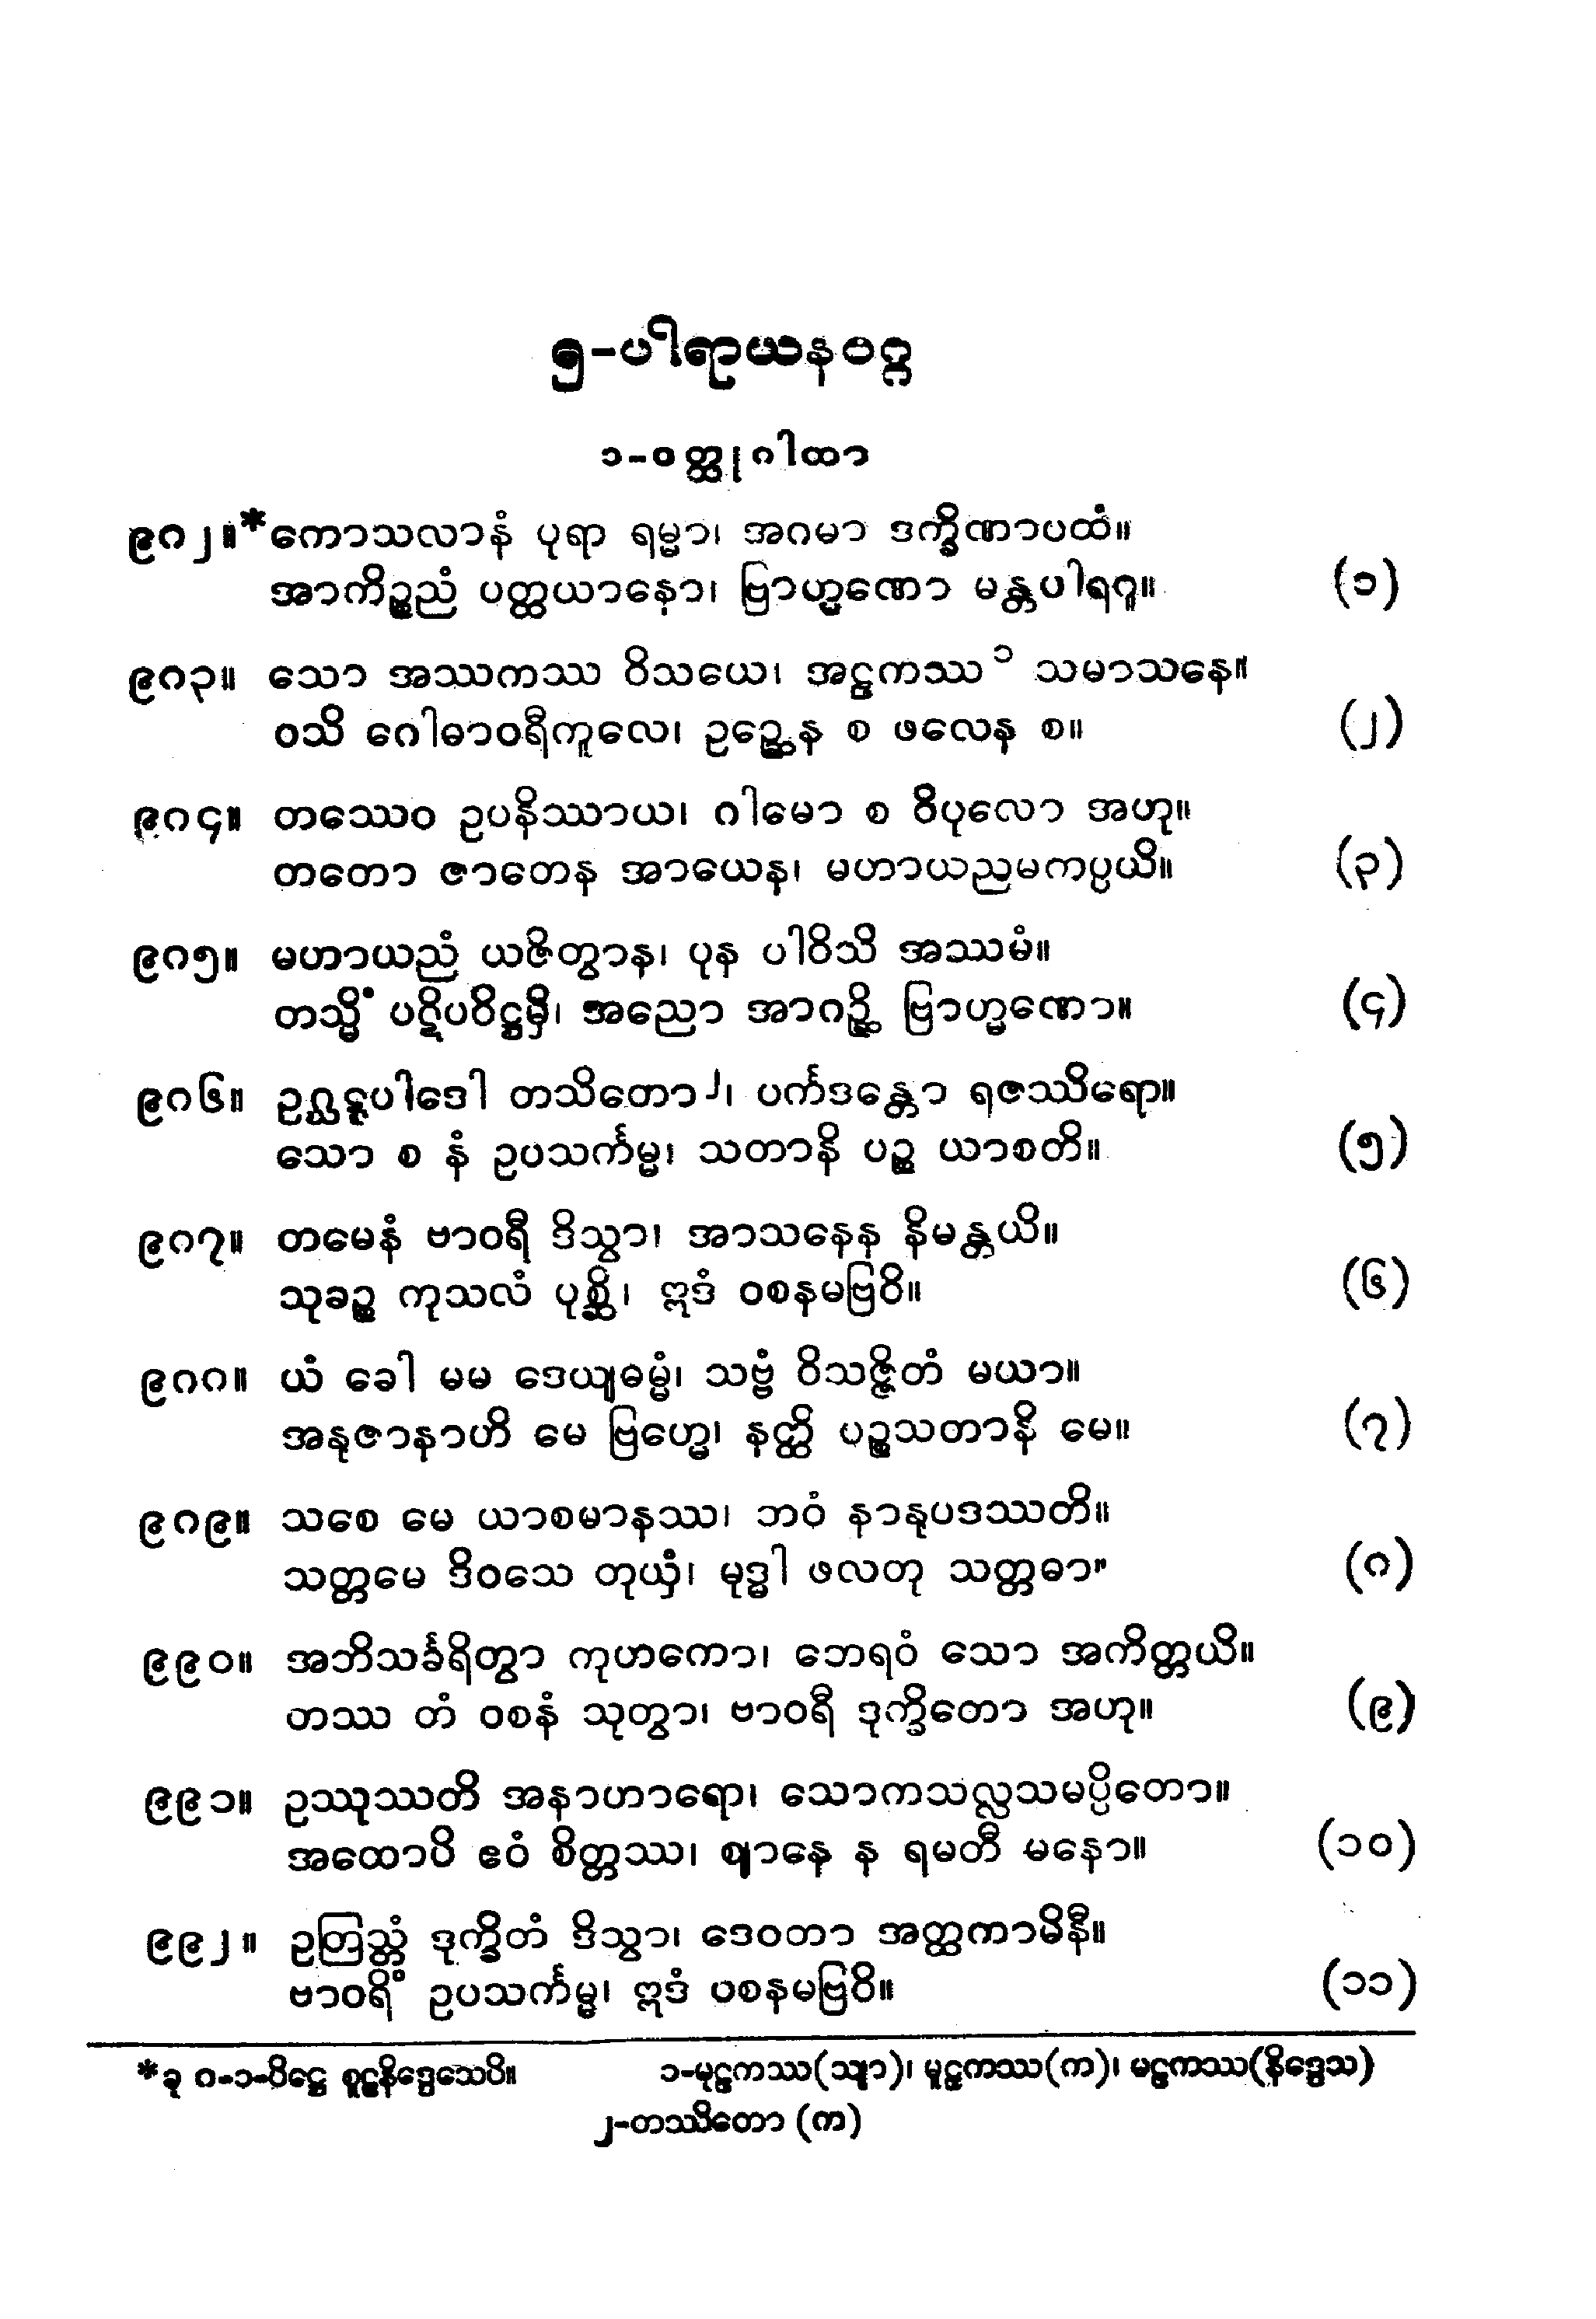 ၅-ပါရာယနဝဂ္ဂ
၁-ဝတ္ထုဂါထာ
၉၈၂။*ကောသလာနံ ပုရာ ရမ္မာ၊ အဂမာ ဒက္ခိဏာပထံ။
အာကိဉ္စညံ ပတ္ထယာနော၊ ဗြာဟ္မဏော မန္တပါရဂူ။ (၁)
၉၈၃။ သော အဿကဿ ဝိသယေ၊ အဠကဿ ၁ သမာသနေ။
ဝသိ ဂေါဓာဝရီကူလေ၊ ဥဉ္ဆေန စ ဖလေန စ။ (၂)
၉၈၄။ တဿေဝ ဥပနိဿာယ၊ ဂါမော စ ဝိပုလော အဟု။
တတော ဇာတေန အာယေန၊ မဟာယညမကပ္ပယိ။ (၃)
၉၈၅။ မဟာယညံ ယဇိတွာန၊ ပုန ပါဝိသိ အဿမံ။
တသ္မိံ ပဋိပဝိဋ္ဌမှိ၊ အညော အာဂဉ္ဆိ ဗြာဟ္မဏော။ (၄)
၉၈၆။ ဥဂ္ဃဋ္ဋပါဒေါ တသိတော ၂၊ ပင်္ကဒန္တော ရဇဿိရော။
သော စ နံ ဥပသင်္ကမ္မ၊ သတာနိ ပဉ္စ ယာစတိ။ (၅)
၉၈၇။ တမေနံ ဗာဝရီ ဒိသွာ၊ အာသနေန နိမန္တယိ။
သုခဉ္စ ကုသလံ ပုစ္ဆိ၊ ဣဒံ ဝစနမဗြဝိ။ (၆)
၉၈၈။ ယံ ခေါ မမ ဒေယျဓမ္မံ၊ သဗ္ဗံ ဝိသဇ္ဇိတံ မယာ။
အနုဇာနာဟိ မေ ဗြဟ္မေ၊ နတ္ထိ ပဉ္စသတာနိ မေ။ (၇)
၉၈၉။ သစေ မေ ယာစမာနဿ၊ ဘဝံ နာနုပဒဿတိ။
သတ္တမေ ဒိဝသေ တုယှံ၊ မုဒ္ဓါ ဖလတု သတ္တဓာ။ (၈)
၉၉၀။ အဘိသင်္ခရိတွာ ကုဟကော၊ ဘေရဝံ သော အကိတ္တယိ။
တဿ တံ ဝစနံ သုတွာ၊ ဗာဝရီ ဒုက္ခိတော အဟု။ (၉)
၉၉၁။ ဥဿုဿတိ အနာဟာရော၊ သောကသလ္လသမပ္ပိတော။
အထောပိ ဧဝံ စိတ္တဿ၊ ဈာနေ န ရမတီ မနော။ (၁၀)
၉၉၂။ ဥတြသ္တံ ဒုက္ခိတံ ဒိသွာ၊ ဒေဝတာ အတ္ထကာမိနီ။
ဗာဝရိံ ဥပသင်္ကမ္မ၊ ဣဒံ ဝစနမဗြဝိ။ (၁၁)
*ခု ၈-၁-ပိဋ္ဌေ စူဠနိဒ္ဒေသေပိ။ ၁-မုဠကဿ(သျာ)၊ မူဠကဿ(က)၊ မဠကဿ(နိဒ္ဒေသ)
၂-တဿိတော (က)